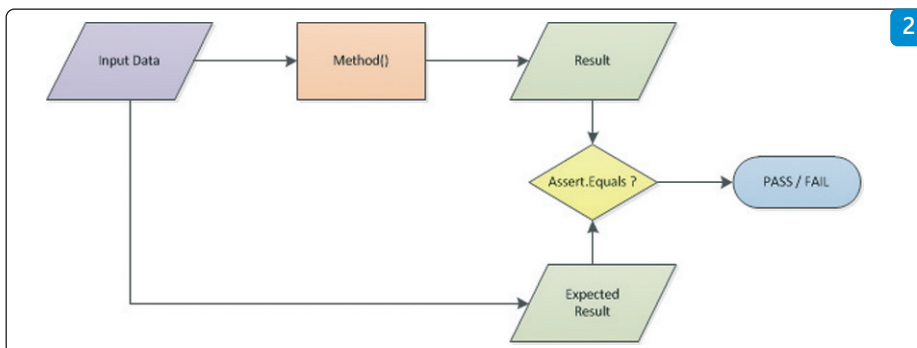 2
Input Data
Method()
Result
Assert.Equals ?
PASS / FAIL
Expected
Result